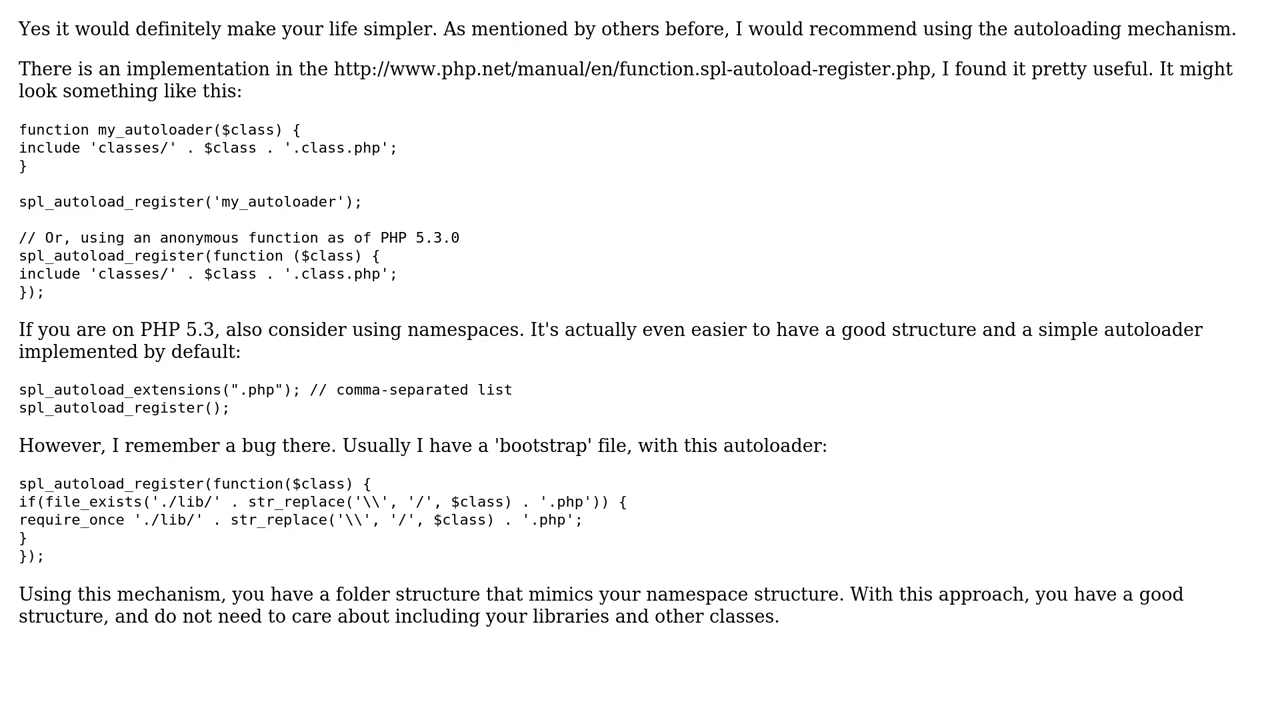 Yes it would definitely make your life simpler. As mentioned by others before, I would recommend using the autoloading mechanism.
There is an implementation in the http://www.php.net/manual/en/function.spl-autoload-register.php, I found it pretty useful. It might
look something like this:
function my_autoloader($class) {
include 'classes/' . $class . '.class.php';
}
spl_autoload_register('my_autoloader');
// Or, using an anonymous function as of PHP 5.3.0
spl_autoload_register(function ($class) {
include 'classes/' . $class . '.class.php';
});
If you are on PHP 5.3, also consider using namespaces. It's actually even easier to have a good structure and a simple autoloader
implemented by default:
spl_autoload_extensions(".php"); // comma-separated list
spl_autoload_register();
However, I remember a bug there. Usually I have a 'bootstrap' file, with this autoloader:
spl_autoload_register(function($class) {
if(file_exists('./lib/' . str_replace('\\', '/', $class) . '.php')) {
require_once './lib/' . str_replace('\\', '/', $class) . '.php';
}
});
Using this mechanism, you have a folder structure that mimics your namespace structure. With this approach, you have a good
structure, and do not need to care about including your libraries and other classes.